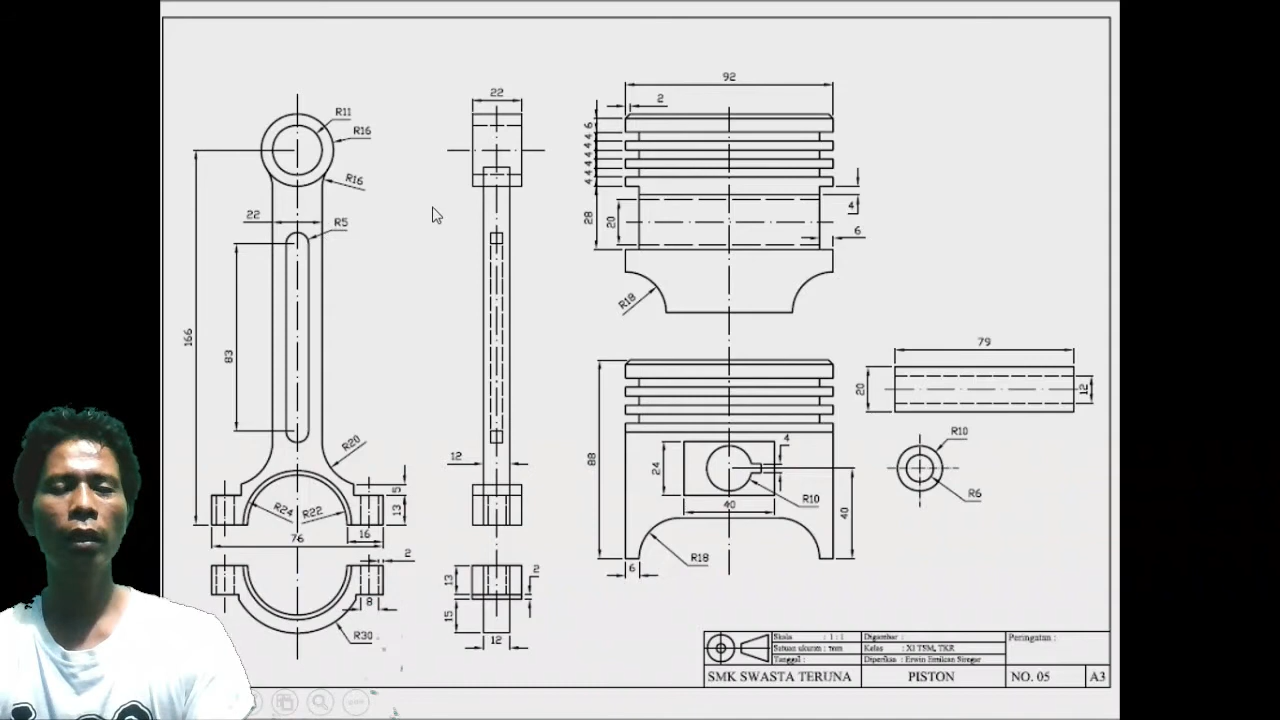 92
22
2
R11
R16
6
4
4
4
4
4
R16
22
R5
28
20
4
6
R18
166
83
79
20
12
R20
12
88
24
4
R10
R10
R6
40
40
5
R24
R22
13
16
76
2
R18
6
13
2
8
15
12
R30
Skala : 1 : 1
Satuan ukuran : mm
Tanggal :
Digambar :
Kelas : XI TSM, TKR
Diperiksa : Erwin Emiksan Siregar
Peringatan :
SMK SWASTA TERUNA
PISTON
NO. 05
A3